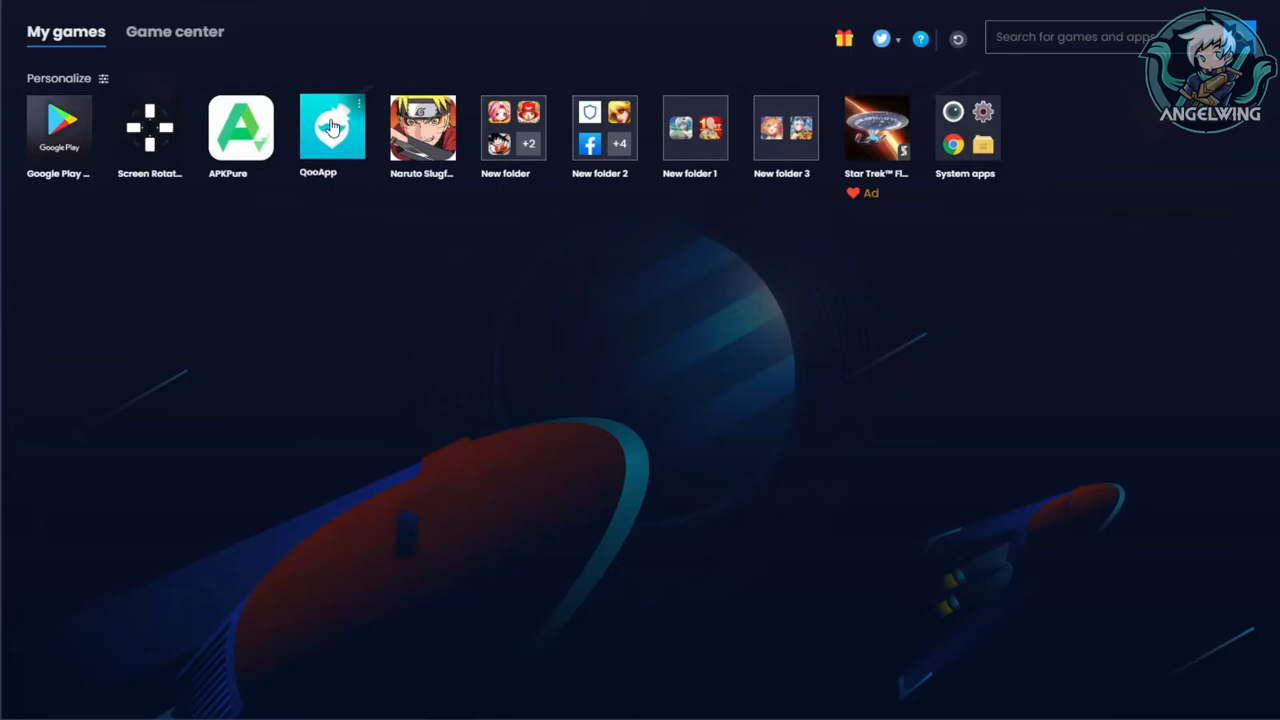 My games Game center
Search for games and apps
ANGELWING
Personalize
Google Play
+2
+4
Google Play ...
Screen Rotat...
APKPure
QooApp
Naruto Slugf...
New folder
New folder 2
New folder 1
New folder 3
Star Trek™ Fl...
System apps
Ad